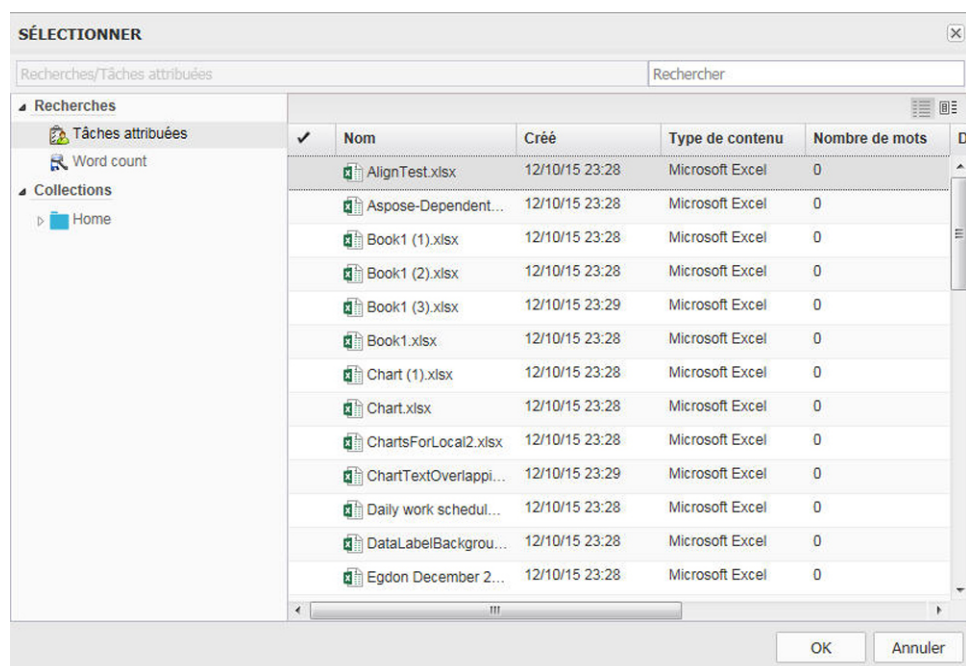 SÉLECTIONNER
Recherches/Tâches attribuées Rechercher
Recherches
Tâches attribuées
Word count
Collections
Home
✓ Nom Créé Type de contenu Nombre de mots D
AlignTest.xlsx 12/10/15 23:28 Microsoft Excel 0
Aspose-Dependent... 12/10/15 23:28 Microsoft Excel 0
Book1 (1).xlsx 12/10/15 23:28 Microsoft Excel 0
Book1 (2).xlsx 12/10/15 23:28 Microsoft Excel 0
Book1 (3).xlsx 12/10/15 23:29 Microsoft Excel 0
Book1.xlsx 12/10/15 23:28 Microsoft Excel 0
Chart (1).xlsx 12/10/15 23:28 Microsoft Excel 0
Chart.xlsx 12/10/15 23:28 Microsoft Excel 0
ChartsForLocal2.xlsx 12/10/15 23:28 Microsoft Excel 0
ChartTextOverlappi... 12/10/15 23:29 Microsoft Excel 0
Daily work schedul... 12/10/15 23:28 Microsoft Excel 0
DataLabelBackgrou... 12/10/15 23:28 Microsoft Excel 0
Egdon December 2... 12/10/15 23:28 Microsoft Excel 0
OK Annuler